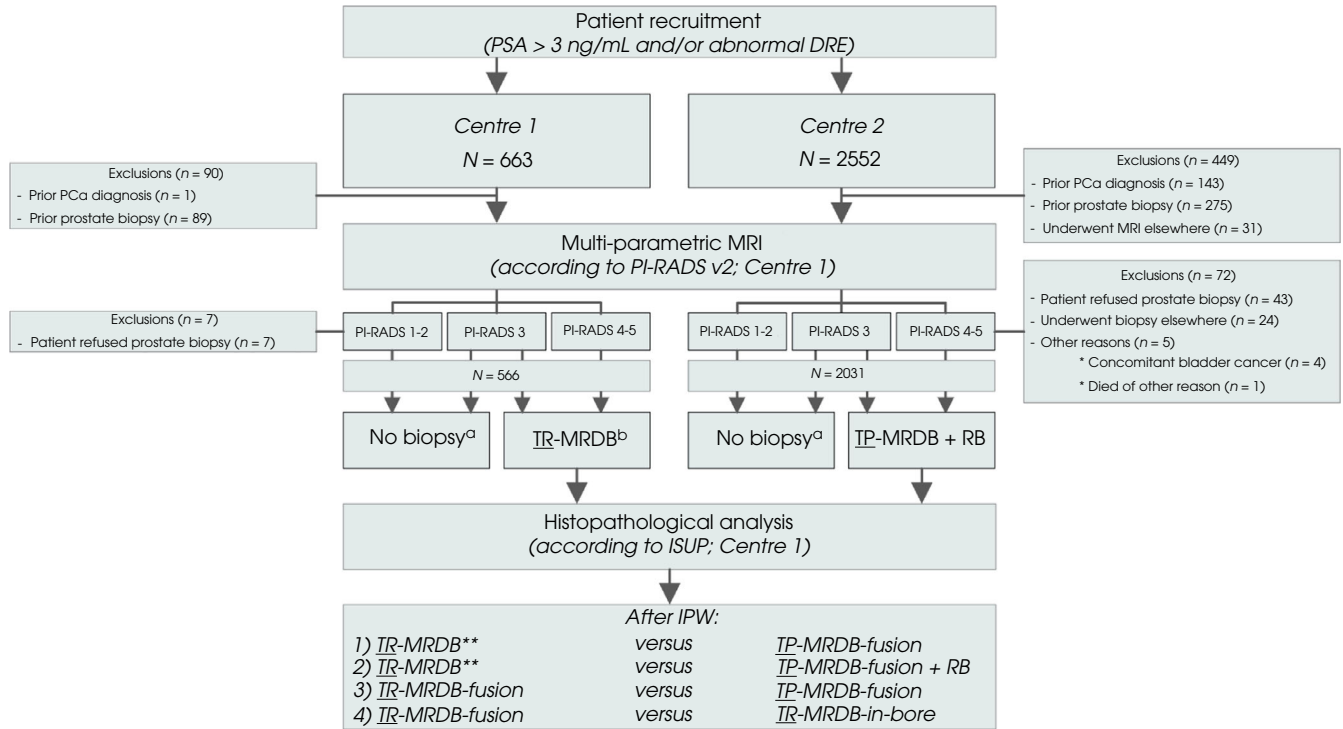 Patient recruitment
(PSA > 3 ng/mL and/or abnormal DRE)
Centre 1
N = 663
Centre 2
N = 2552
Exclusions (n = 90)
- Prior PCa diagnosis (n = 1)
- Prior prostate biopsy (n = 89)
Exclusions (n = 449)
- Prior PCa diagnosis (n = 143)
- Prior prostate biopsy (n = 275)
- Underwent MRI elsewhere (n = 31)
Multi-parametric MRI
(according to PI-RADS v2; Centre 1)
Exclusions (n = 7)
- Patient refused prostate biopsy (n = 7)
PI-RADS 1-2
PI-RADS 3
PI-RADS 4-5
PI-RADS 1-2
PI-RADS 3
PI-RADS 4-5
Exclusions (n = 72)
- Patient refused prostate biopsy (n = 43)
- Underwent biopsy elsewhere (n = 24)
- Other reasons (n = 5)
* Concomitant bladder cancer (n = 4)
* Died of other reason (n = 1)
N = 566
N = 2031
No biopsyᵃ
TR-MRDBᵇ
No biopsyᵃ
TP-MRDB + RB
Histopathological analysis
(according to ISUP; Centre 1)
After IPW:
1) TR-MRDB** versus TP-MRDB-fusion
2) TR-MRDB** versus TP-MRDB-fusion + RB
3) TR-MRDB-fusion versus TP-MRDB-fusion
4) TR-MRDB-fusion versus TR-MRDB-in-bore